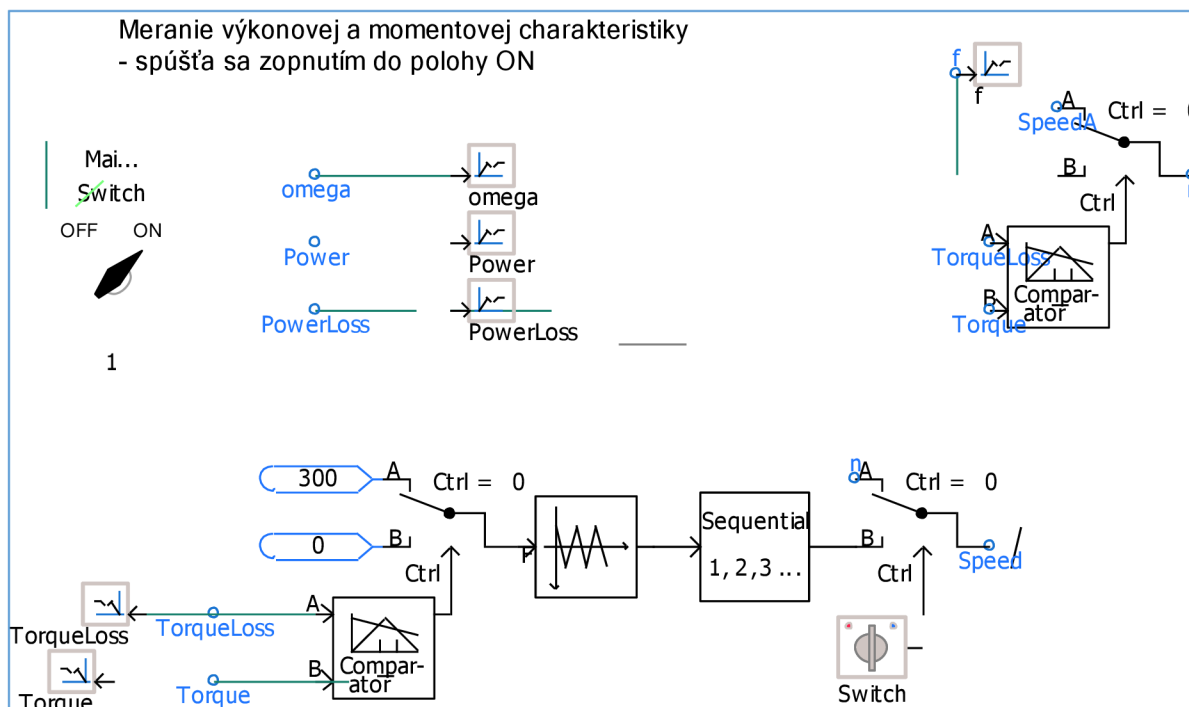 Meranie výkonovej a momentovej charakteristiky
- spúšťa sa zopnutím do polohy ON
f
f
A
Ctrl = 0
SpeedA
B
Ctrl
Mai...
Switch
OFF ON
1
omega
omega
Power
Power
PowerLoss
PowerLoss
A
TorqueLoss
B
Torque
Compar-
ator
300
A
Ctrl = 0
0
B
Ctrl
F
Sequential
1, 2,3 ...
n
A
Ctrl = 0
B
Ctrl
Speed
TorqueLoss
TorqueLoss
A
B
Compar-
ator
Torque
Torque
Switch